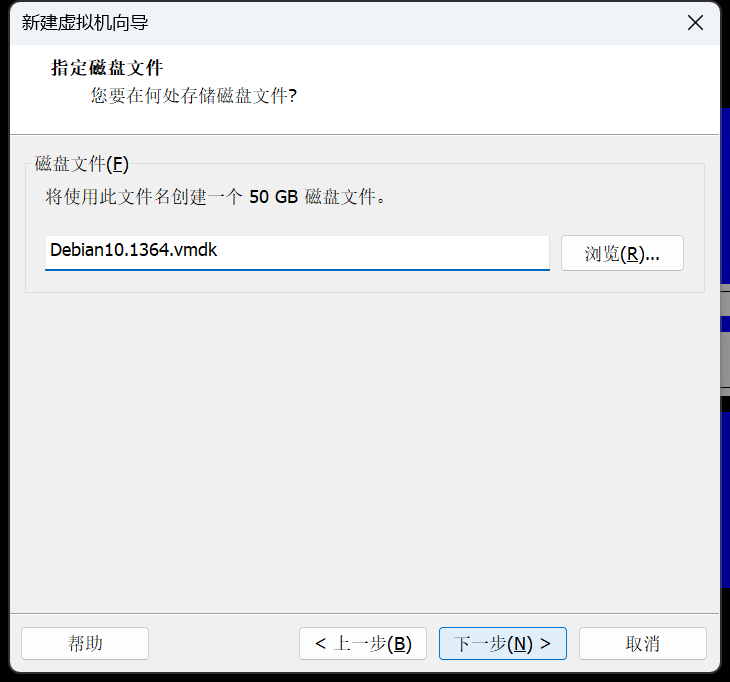 新建虚拟机向导
指定磁盘文件
您要在何处存储磁盘文件?
磁盘文件(F)
将使用此文件名创建一个 50 GB 磁盘文件。
Debian10.1364.vmdk
浏览(R)...
帮助
< 上一步(B)
下一步(N) >
取消